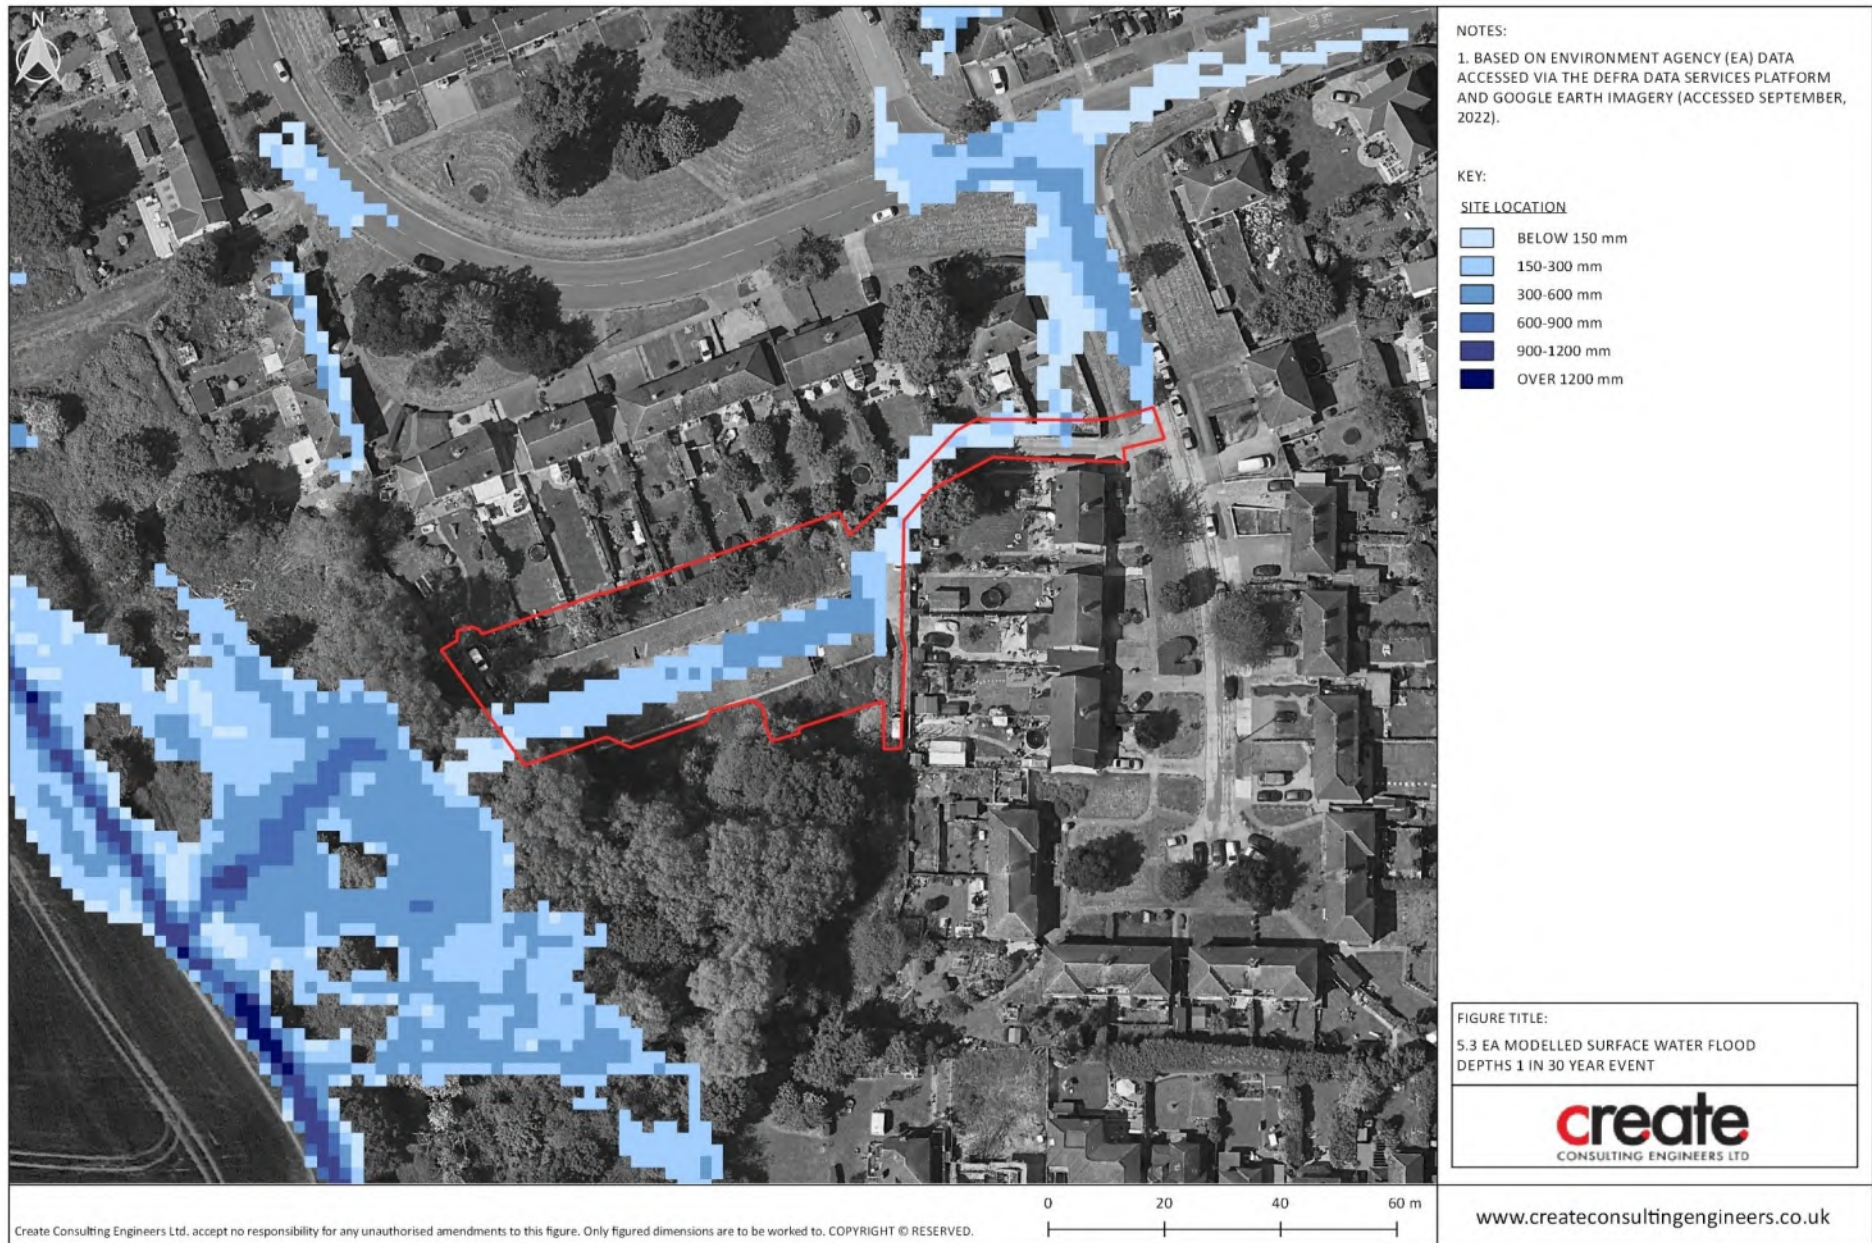 N
NOTES:
1. BASED ON ENVIRONMENT AGENCY (EA) DATA
ACCESSED VIA THE DEFRA DATA SERVICES PLATFORM
AND GOOGLE EARTH IMAGERY (ACCESSED SEPTEMBER,
2022).
KEY:
SITE LOCATION
BELOW 150 mm
150-300 mm
300-600 mm
600-900 mm
900-1200 mm
OVER 1200 mm
FIGURE TITLE:
5.3 EA MODELLED SURFACE WATER FLOOD
DEPTHS 1 IN 30 YEAR EVENT
create
CONSULTING ENGINEERS LTD
0 20 40 60 m
Create Consulting Engineers Ltd. accept no responsibility for any unauthorised amendments to this figure. Only figured dimensions are to be worked to. COPYRIGHT © RESERVED.
www.createconsultingengineers.co.uk